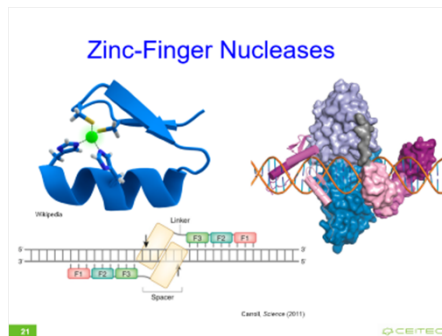 Zinc-Finger Nucleases
Wikipedia
Linker
F3 F2 F1
5' 3'
3' 5'
F1 F2 F3
Spacer
Carroll, Science (2011)
21
CEITEC